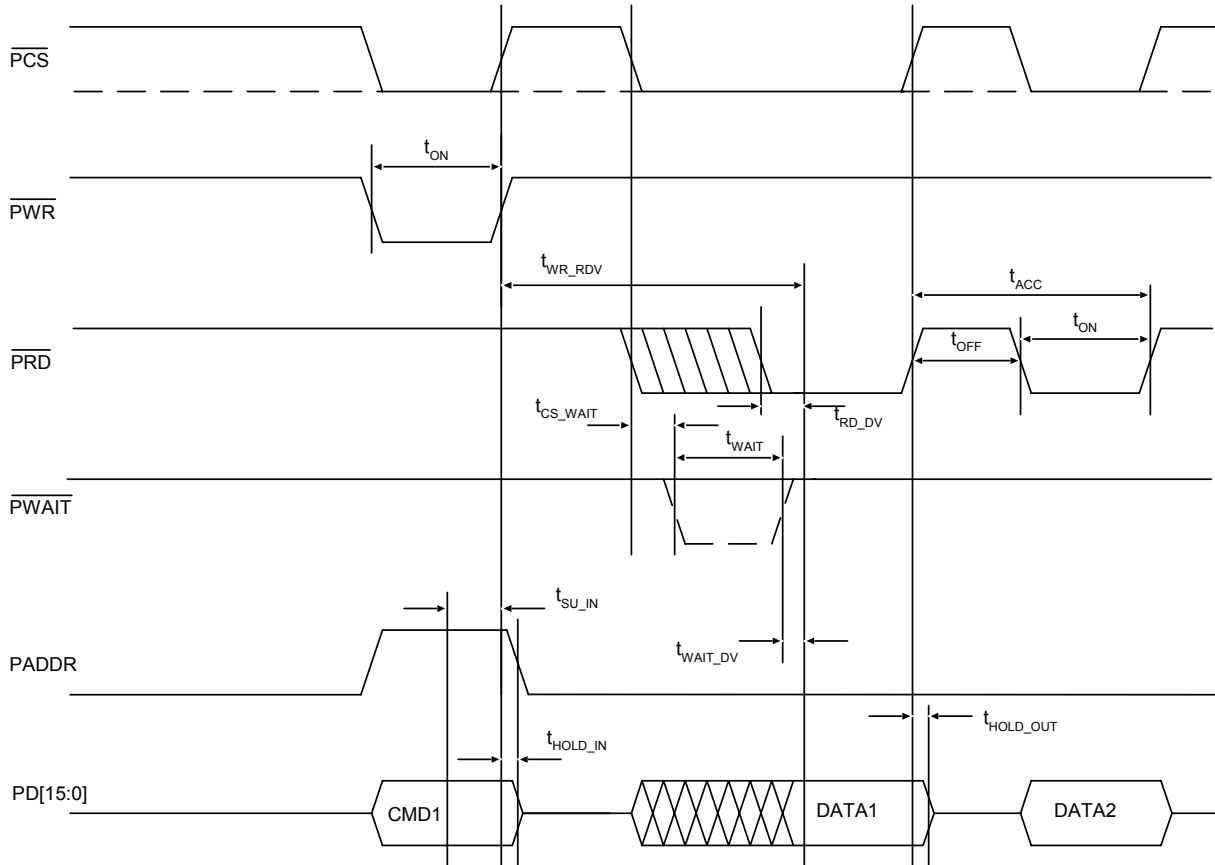 PCS
tON
PWR
tWR_RDV
tACC
tON
tOFF
PRD
tCS_WAIT
tRD_DV
tWAIT
PWAIT
tSU_IN
tWAIT_DV
PADDR
tHOLD_OUT
tHOLD_IN
PD[15:0]
CMD1
DATA1
DATA2